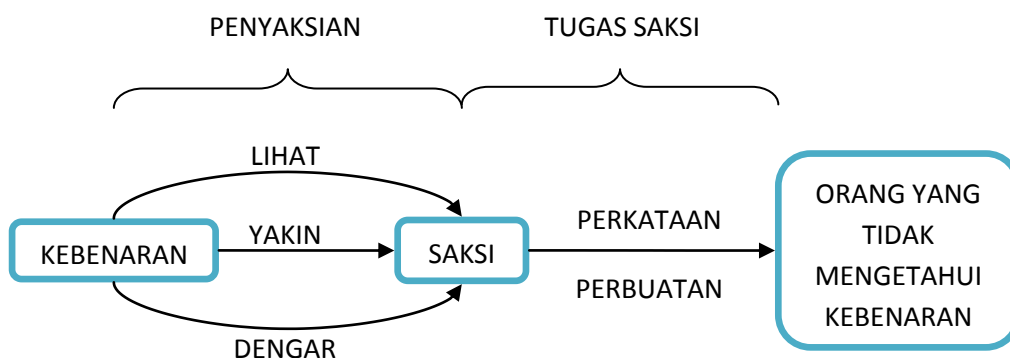 PENYAKSIAN
TUGAS SAKSI
LIHAT
KEBENARAN
YAKIN
SAKSI
DENGAR
PERKATAAN
PERBUATAN
ORANG YANG
TIDAK
MENGETAHUI
KEBENARAN